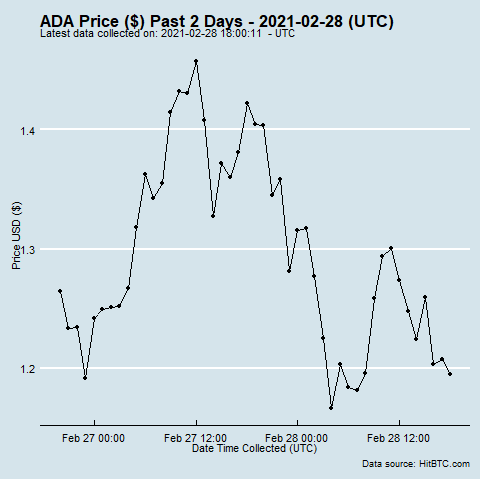 ADA Price ($) Past 2 Days - 2021-02-28 (UTC)
Latest data collected on: 2021-02-28 18:00:11 - UTC
1.4
1.3
1.2
Price USD ($)
Feb 27 00:00
Feb 27 12:00
Feb 28 00:00
Feb 28 12:00
Date Time Collected (UTC)
Data source: HitBTC.com